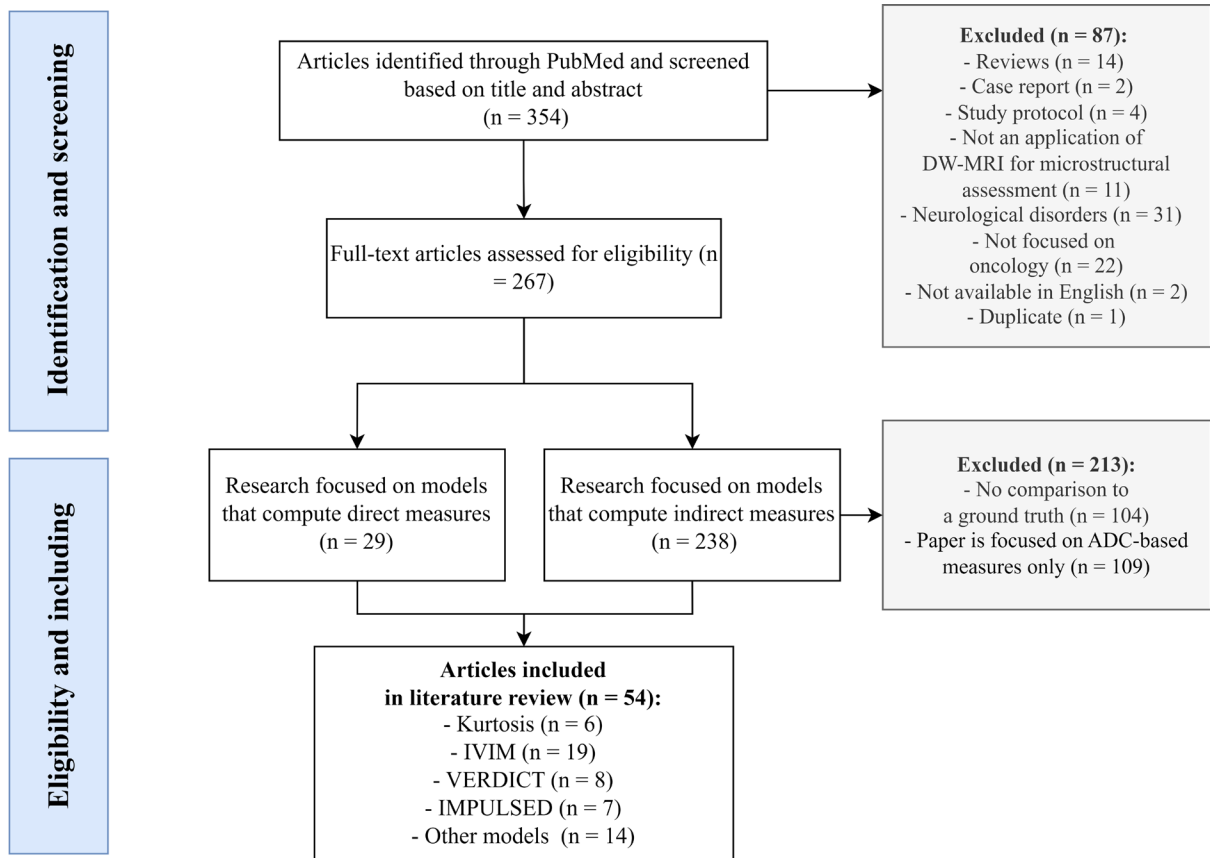 Identification and screening
Articles identified through PubMed and screened
based on title and abstract
(n = 354)
Excluded (n = 87):
- Reviews (n = 14)
- Case report (n = 2)
- Study protocol (n = 4)
- Not an application of
DW-MRI for microstructural
assessment (n = 11)
- Neurological disorders (n = 31)
- Not focused on
oncology (n = 22)
- Not available in English (n = 2)
- Duplicate (n = 1)
Full-text articles assessed for eligibility (n
= 267)
Eligibility and including
Research focused on models
that compute direct measures
(n = 29)
Research focused on models
that compute indirect measures
(n = 238)
Excluded (n = 213):
- No comparison to
a ground truth (n = 104)
- Paper is focused on ADC-based
measures only (n = 109)
Articles included
in literature review (n = 54):
- Kurtosis (n = 6)
- IVIM (n = 19)
- VERDICT (n = 8)
- IMPULSED (n = 7)
- Other models (n = 14)